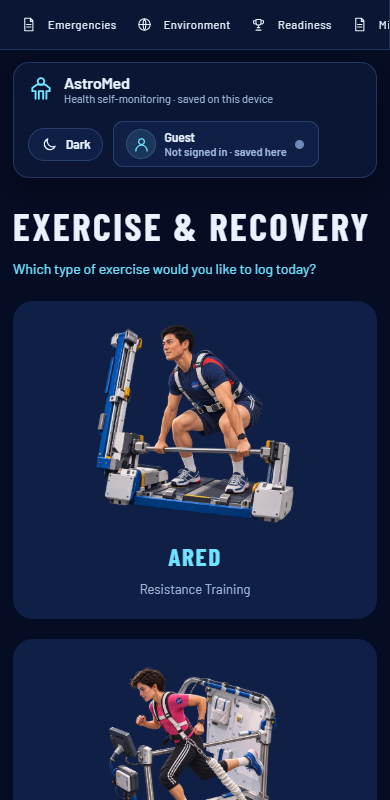 Emergencies
Environment
Readiness
AstroMed
Health self-monitoring · saved on this device
Dark
Guest
Not signed in · saved here
EXERCISE & RECOVERY
Which type of exercise would you like to log today?
ARED
Resistance Training